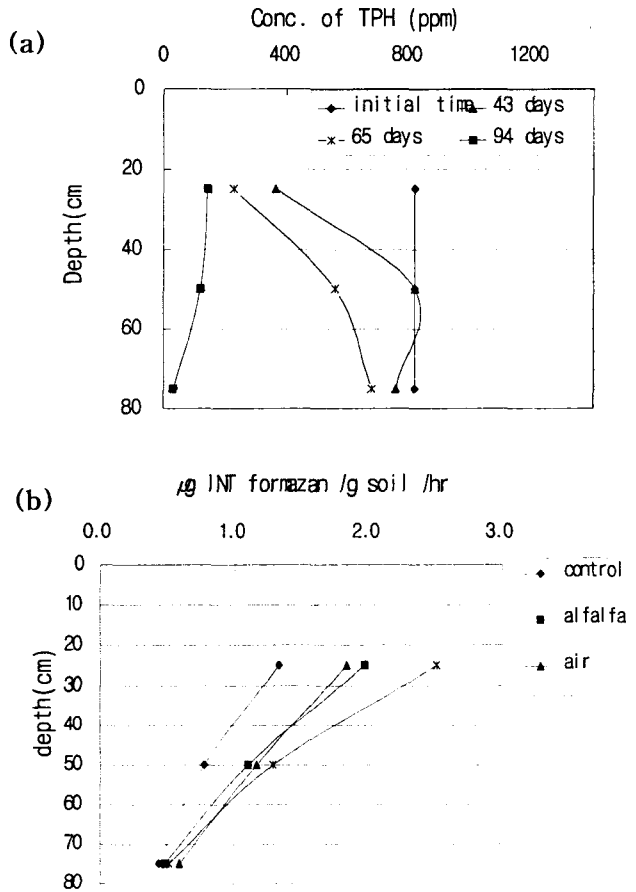 (a)
Conc. of TPH (ppm)
0 400 800 1200
0
20
40
60
80
Depth(cm
initial time 43 days
65 days 94 days
(b)
µg INT formazan /g soil /hr
0.0 1.0 2.0 3.0
0
10
20
30
40
50
60
70
80
depth(cm)
control
alfalfa
air